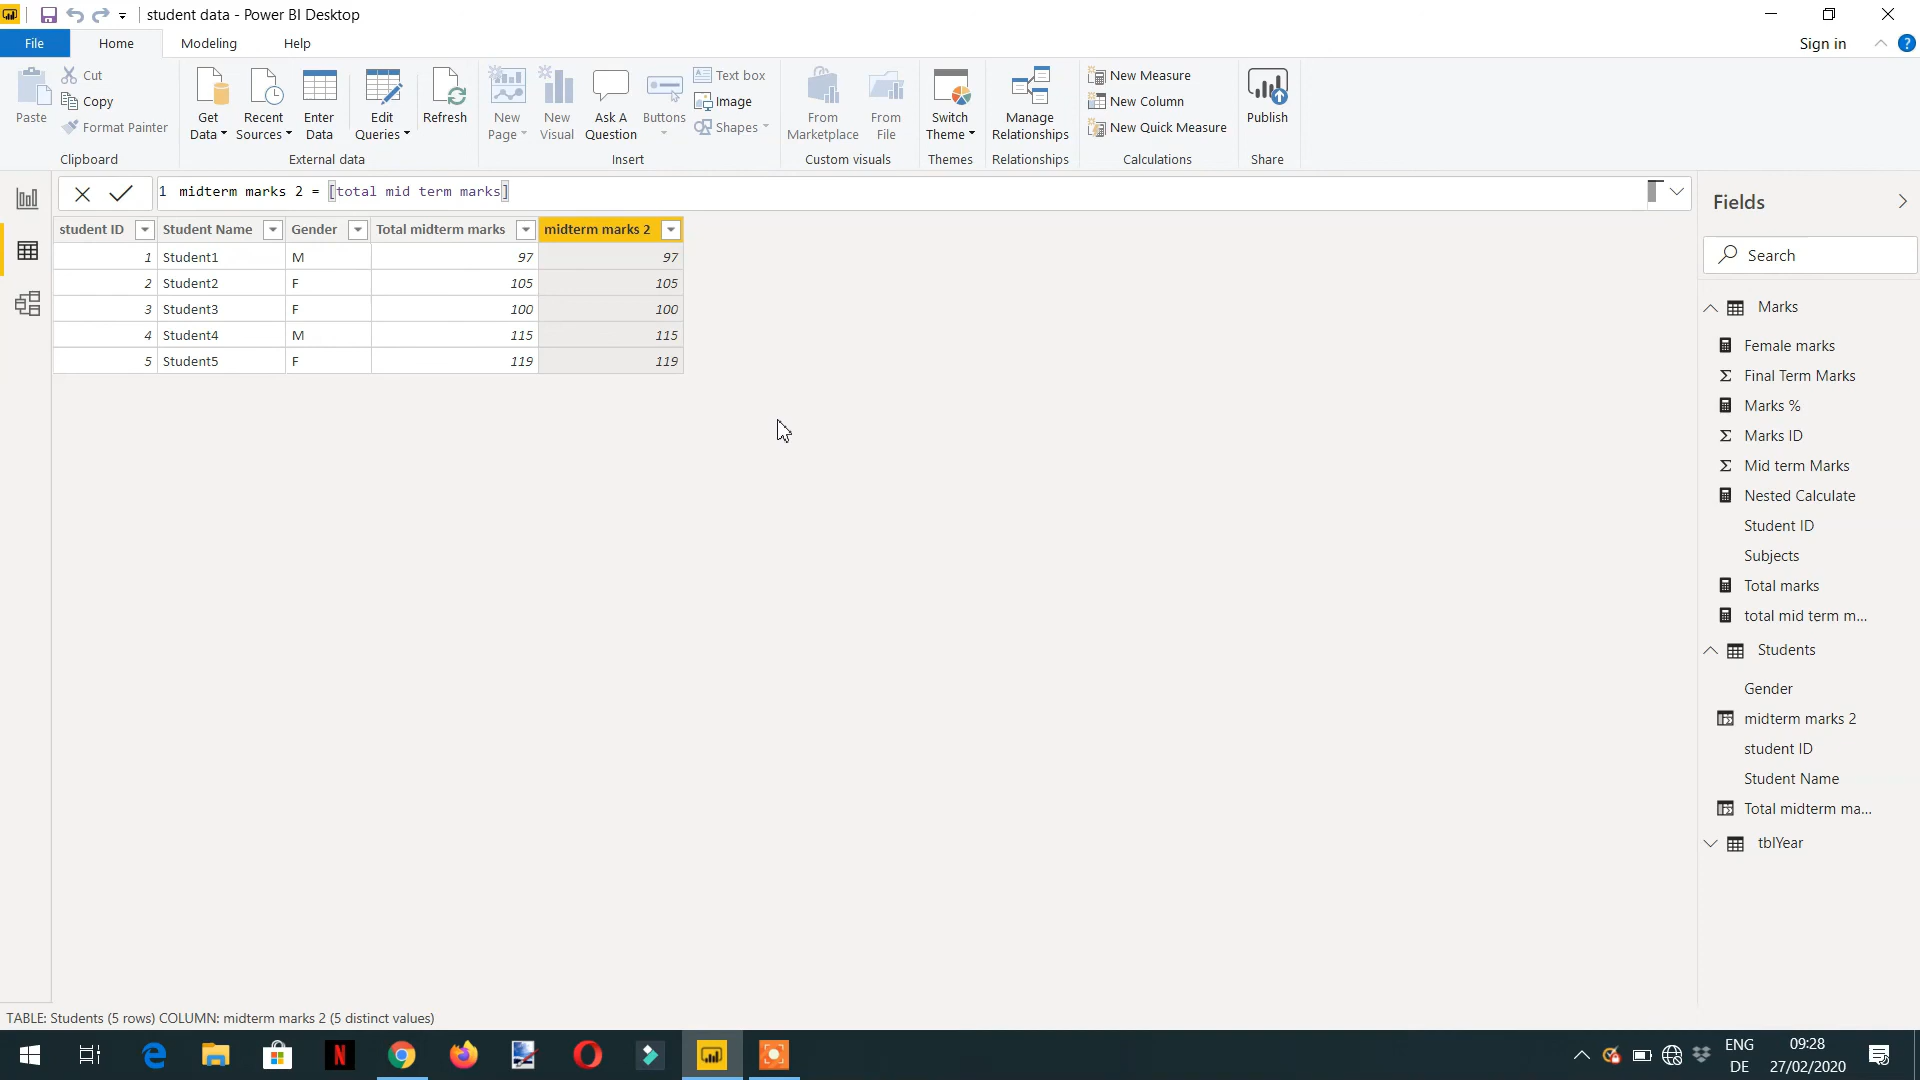 student data - Power BI Desktop
File Home Modeling Help Sign in
Paste
Cut
Copy
Format Painter
Clipboard
Get Data
Recent Sources
Enter Data
Edit Queries
Refresh
External data
New Page
New Visual
Ask A Question
Buttons
Text box
Image
Shapes
Insert
From Marketplace
From File
Custom visuals
Switch Theme
Themes
Manage Relationships
Relationships
New Measure
New Column
New Quick Measure
Calculations
Publish
Share
1 midterm marks 2 = [total mid term marks]
student ID Student Name Gender Total midterm marks midterm marks 2
1 Student1 M 97 97
2 Student2 F 105 105
3 Student3 F 100 100
4 Student4 M 115 115
5 Student5 F 119 119
Fields
Search
Marks
Female marks
Σ Final Term Marks
Marks %
Σ Marks ID
Σ Mid term Marks
Nested Calculate
Student ID
Subjects
Total marks
total mid term m...
Students
Gender
midterm marks 2
student ID
Student Name
Total midterm ma...
tblYear
TABLE: Students (5 rows) COLUMN: midterm marks 2 (5 distinct values)
ENG 09:28
DE 27/02/2020